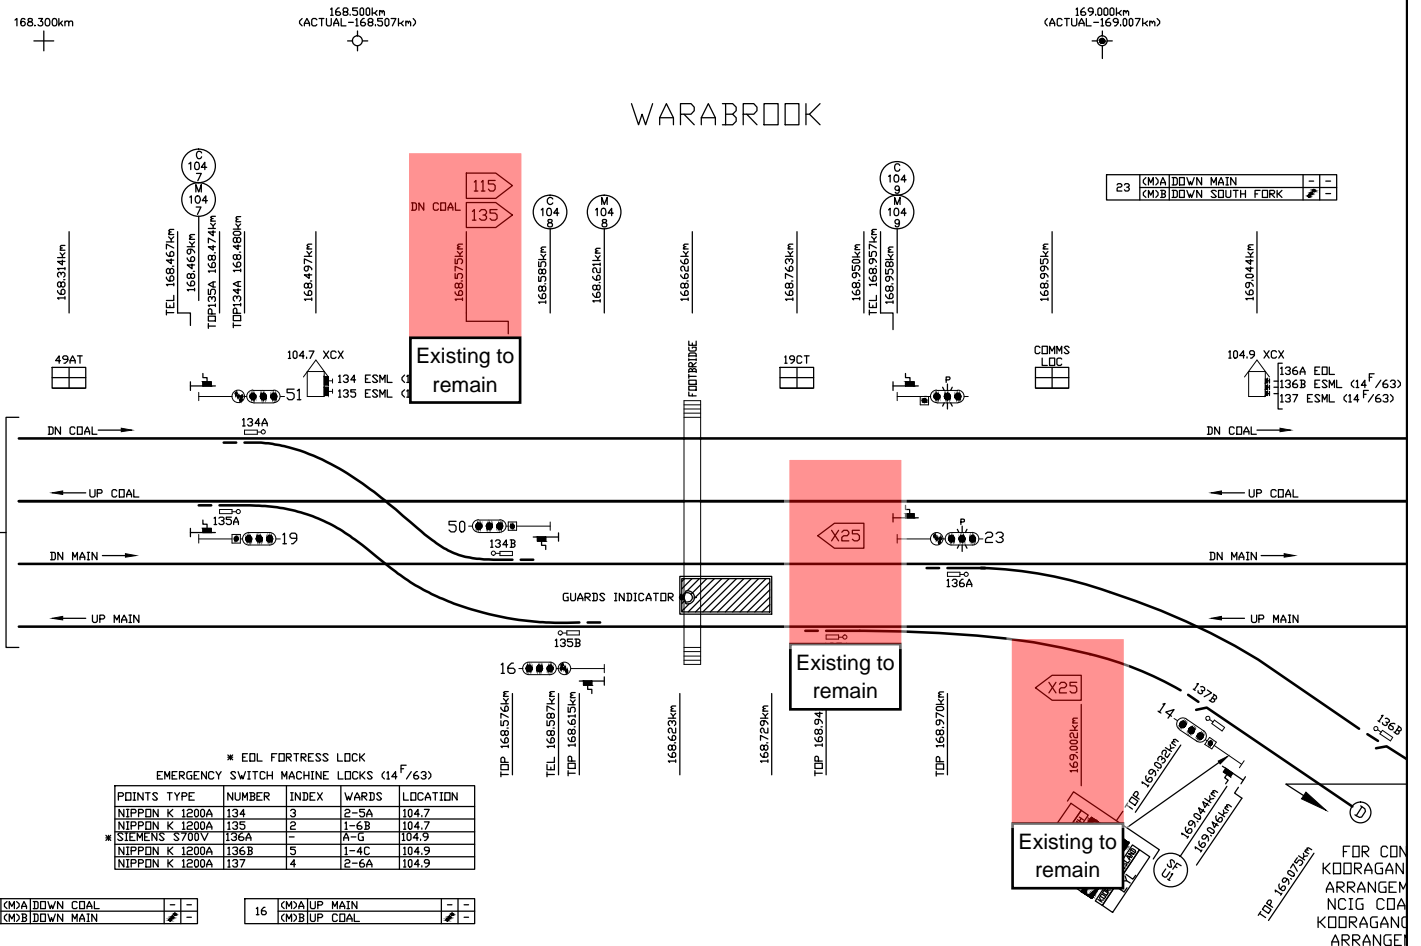 168.300km
168.500km
(ACTUAL-168.507km)
169.000km
(ACTUAL-169.007km)
WARABROOK
C
104
7
M
104
7
115
DN COAL
135
C
104
8
M
104
8
C
104
9
M
104
9
23
(M)A DOWN MAIN - -
(M)B DOWN SOUTH FORK -
168.314km
TEL 168.467km
168.469km
TOP135A 168.474km
TOP134A 168.480km
168.497km
168.575km
168.585km
168.621km
168.626km
168.763km
168.950km
TEL 168.957km
168.958km
168.995km
169.044km
49AT
104.7 XCX
134 ESML
135 ESML
51
Existing to
remain
FOOTBRIDGE
19CT
P
COMMS
LOC
104.9 XCX
136A EOL
136B ESML (14F/63)
137 ESML (14F/63)
DN COAL
134A
DN COAL
UP COAL
UP COAL
135A
19
50
134B
X25
P
23
DN MAIN
DN MAIN
136A
GUARDS INDICATOR
UP MAIN
UP MAIN
135B
16
Existing to
remain
X25
137B
14
136B
TOP 168.576km
TEL 168.587km
TOP 168.615km
168.623km
168.729km
TOP 168.94
TOP 168.970km
169.002km
TOP 169.032km
169.044km
169.046km
TOP 169.075km
D
Existing to
remain
* EOL FORTRESS LOCK
EMERGENCY SWITCH MACHINE LOCKS (14F/63)
POINTS TYPE NUMBER INDEX WARDS LOCATION
NIPPON K 1200A 134 3 2-5A 104.7
NIPPON K 1200A 135 2 1-6B 104.7
* SIEMENS S700V 136A - A-G 104.9
NIPPON K 1200A 136B 5 1-4C 104.9
NIPPON K 1200A 137 4 2-6A 104.9
(M)A DOWN COAL - -
(M)B DOWN MAIN -
16
(M)A UP MAIN - -
(M)B UP COAL -
FOR CON
KOORAGAN
ARRANGEM
NCIG COA
KOORAGANG
ARRANGEM